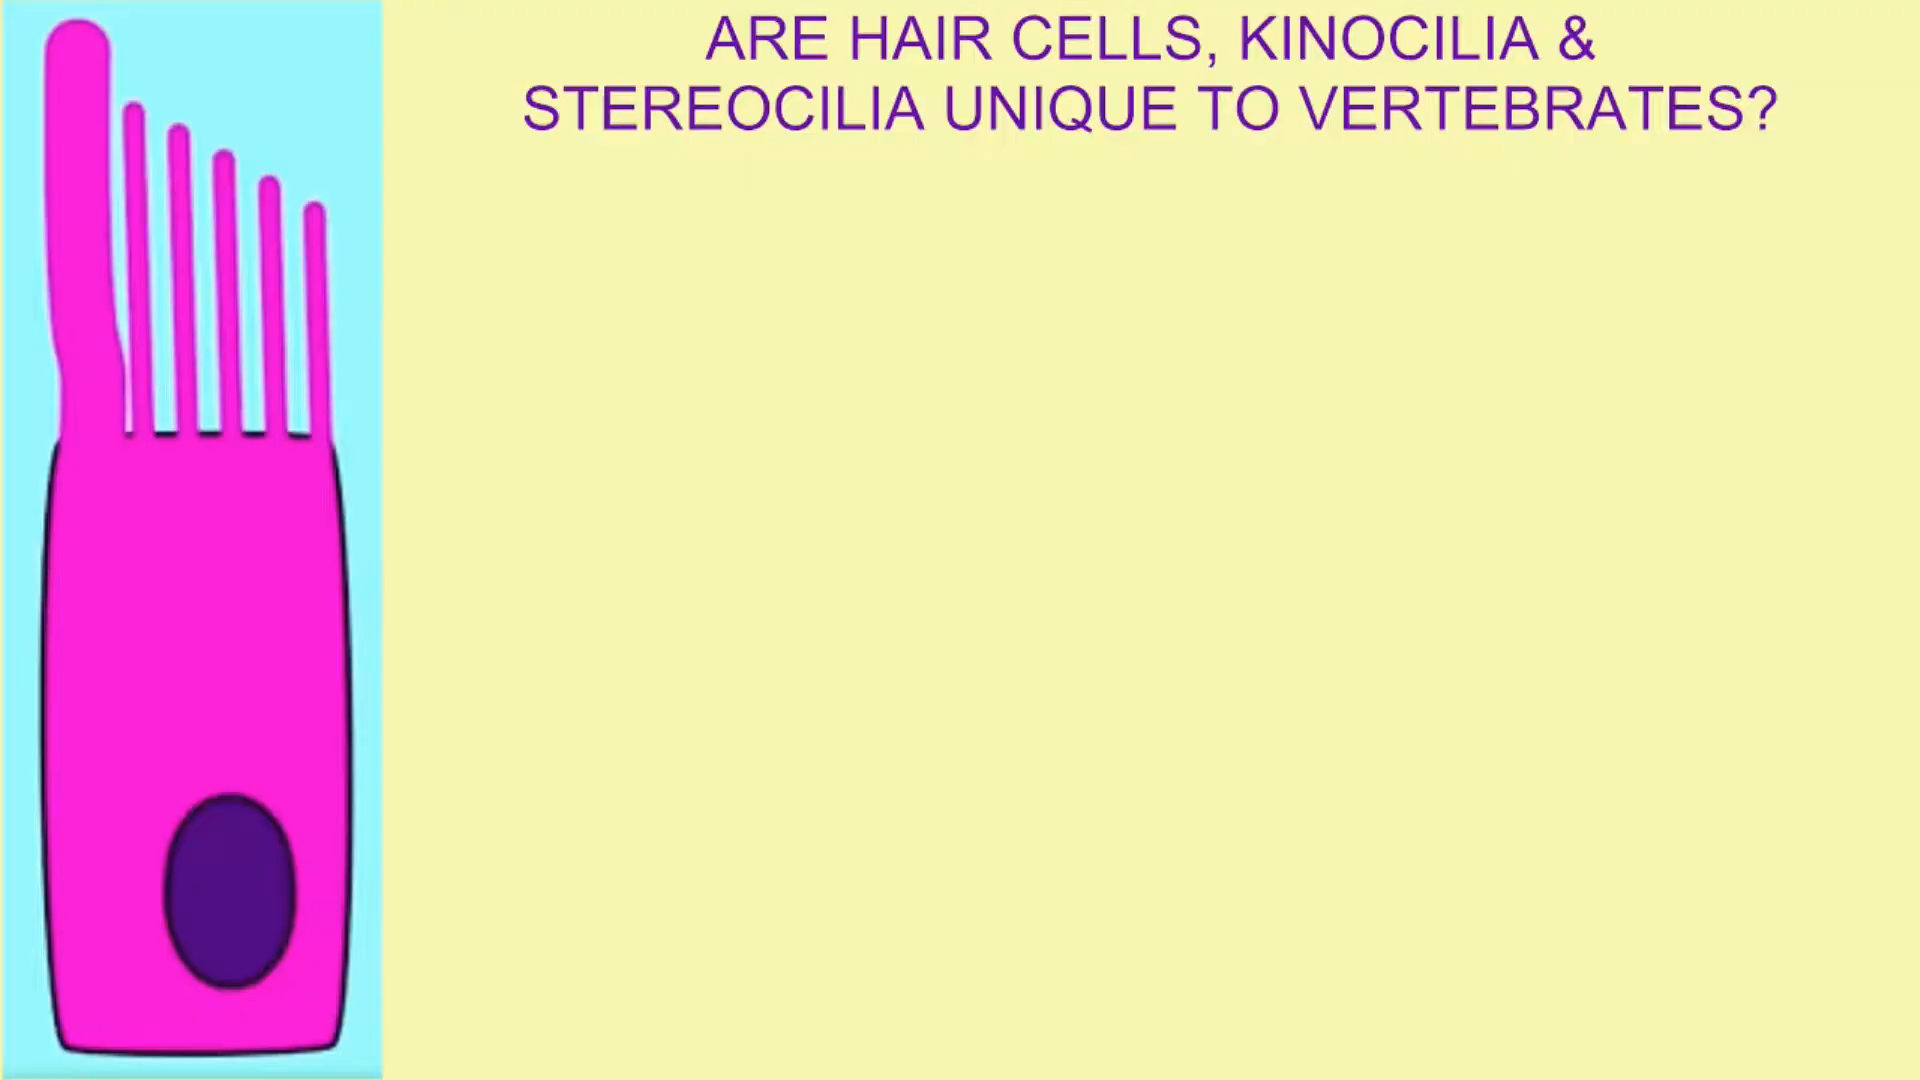 ARE HAIR CELLS, KINOCILIA &
STEREOCILIA UNIQUE TO VERTEBRATES?